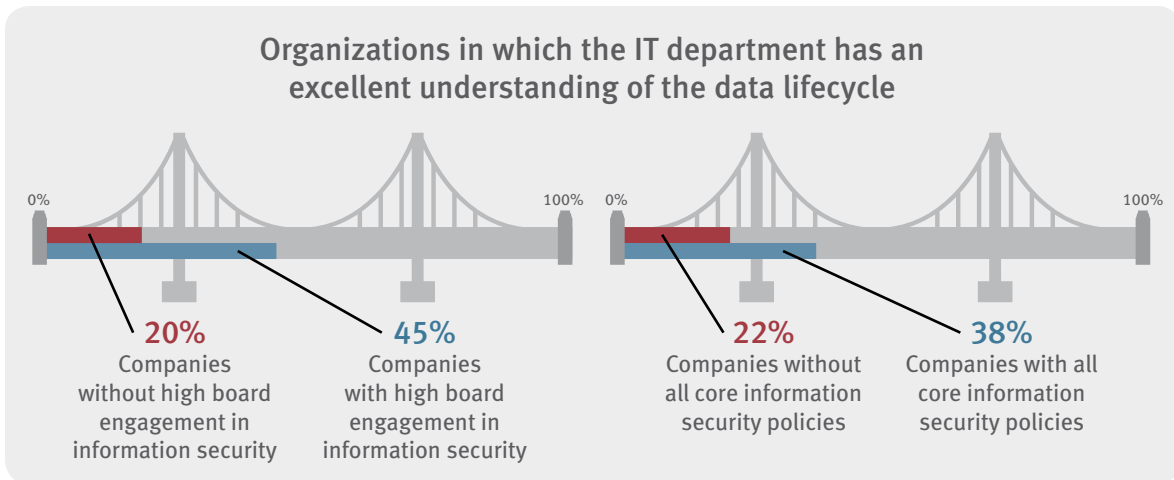 Organizations in which the IT department has an
excellent understanding of the data lifecycle
0%
100%
20%
Companies
without high board
engagement in
information security
45%
Companies
with high board
engagement in
information security
0%
100%
22%
Companies without
all core information
security policies
38%
Companies with all
core information
security policies